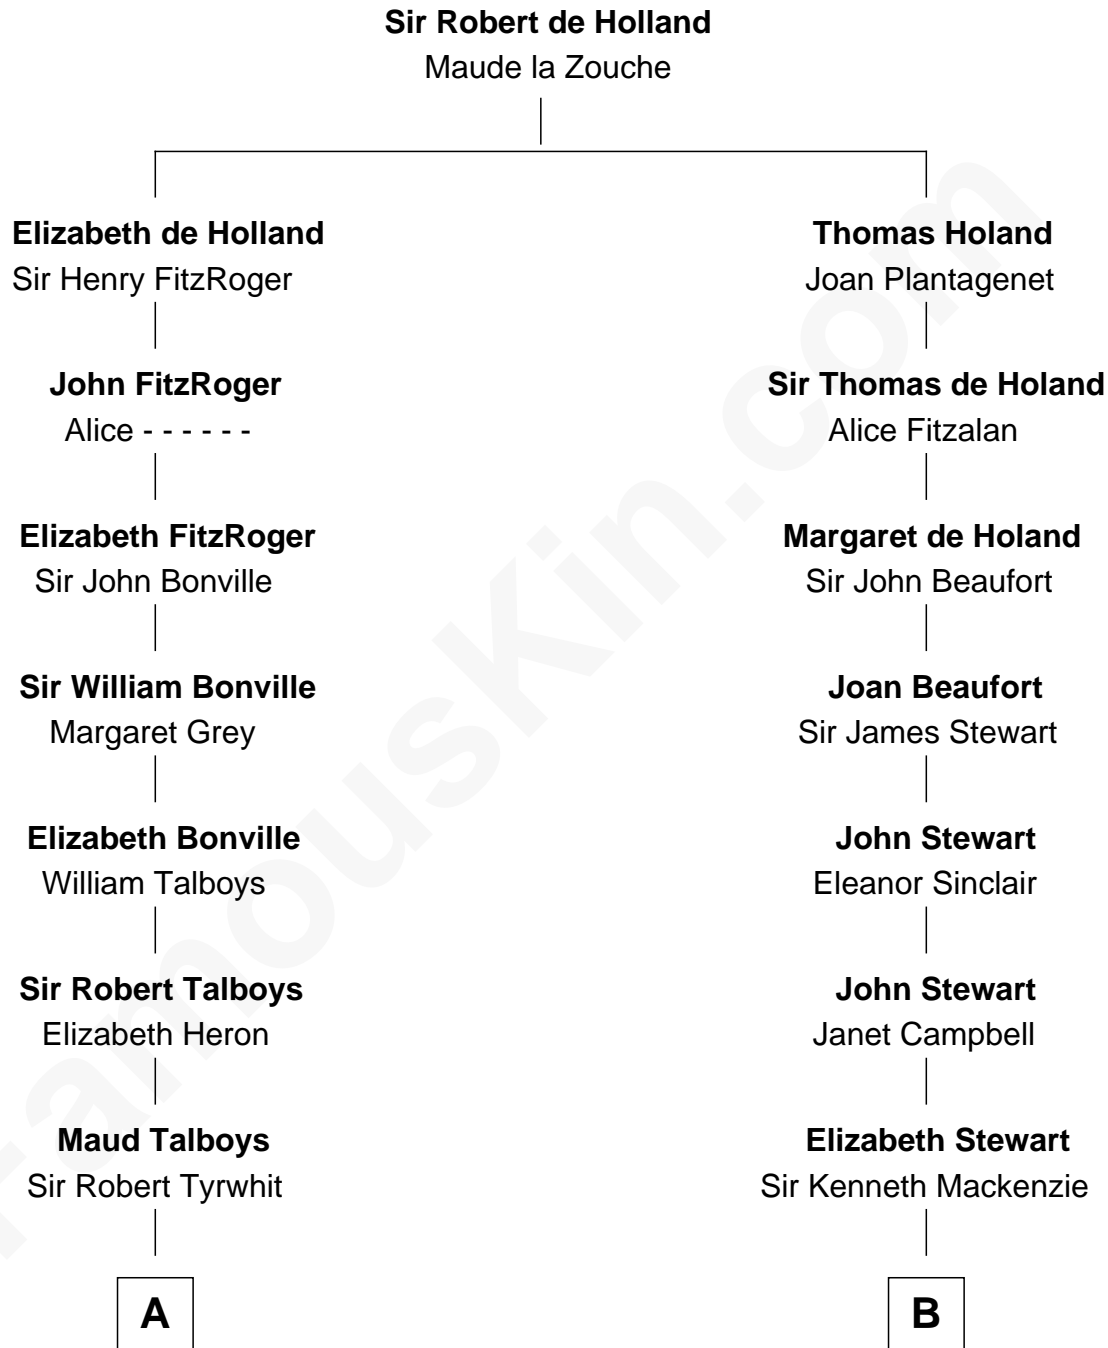 Sir Robert de Holland
Maude la Zouche
Elizabeth de Holland
Sir Henry FitzRoger
Thomas Holand
Joan Plantagenet
John FitzRoger
Alice - - - - - -
Sir Thomas de Holand
Alice Fitzalan
Elizabeth FitzRoger
Sir John Bonville
Margaret de Holand
Sir John Beaufort
Sir William Bonville
Margaret Grey
Joan Beaufort
Sir James Stewart
Elizabeth Bonville
William Talboys
John Stewart
Eleanor Sinclair
Sir Robert Talboys
Elizabeth Heron
John Stewart
Janet Campbell
Maud Talboys
Sir Robert Tyrwhit
Elizabeth Stewart
Sir Kenneth Mackenzie
A
B
FamousKin.com